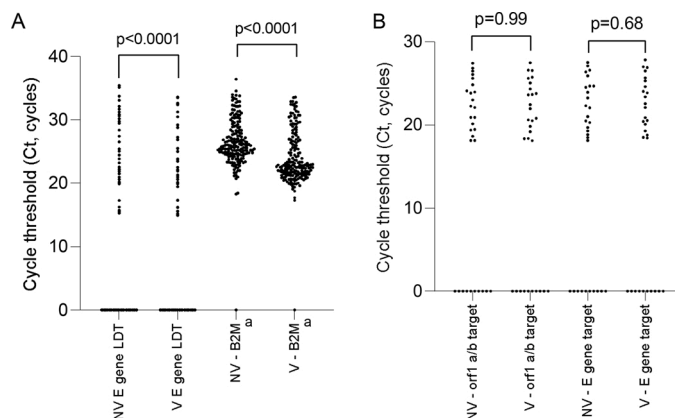 A
p<0.0001
p<0.0001
Cycle threshold (Ct, cycles)
40
30
20
10
0
NV E gene LDT
V E gene LDT
NV - B2M a
V - B2M a
B
p=0.99
p=0.68
Cycle threshold (Ct, cycles)
30
20
10
0
NV - orf1 a/b target
V - orf1 a/b target
NV - E gene target
V - E gene target